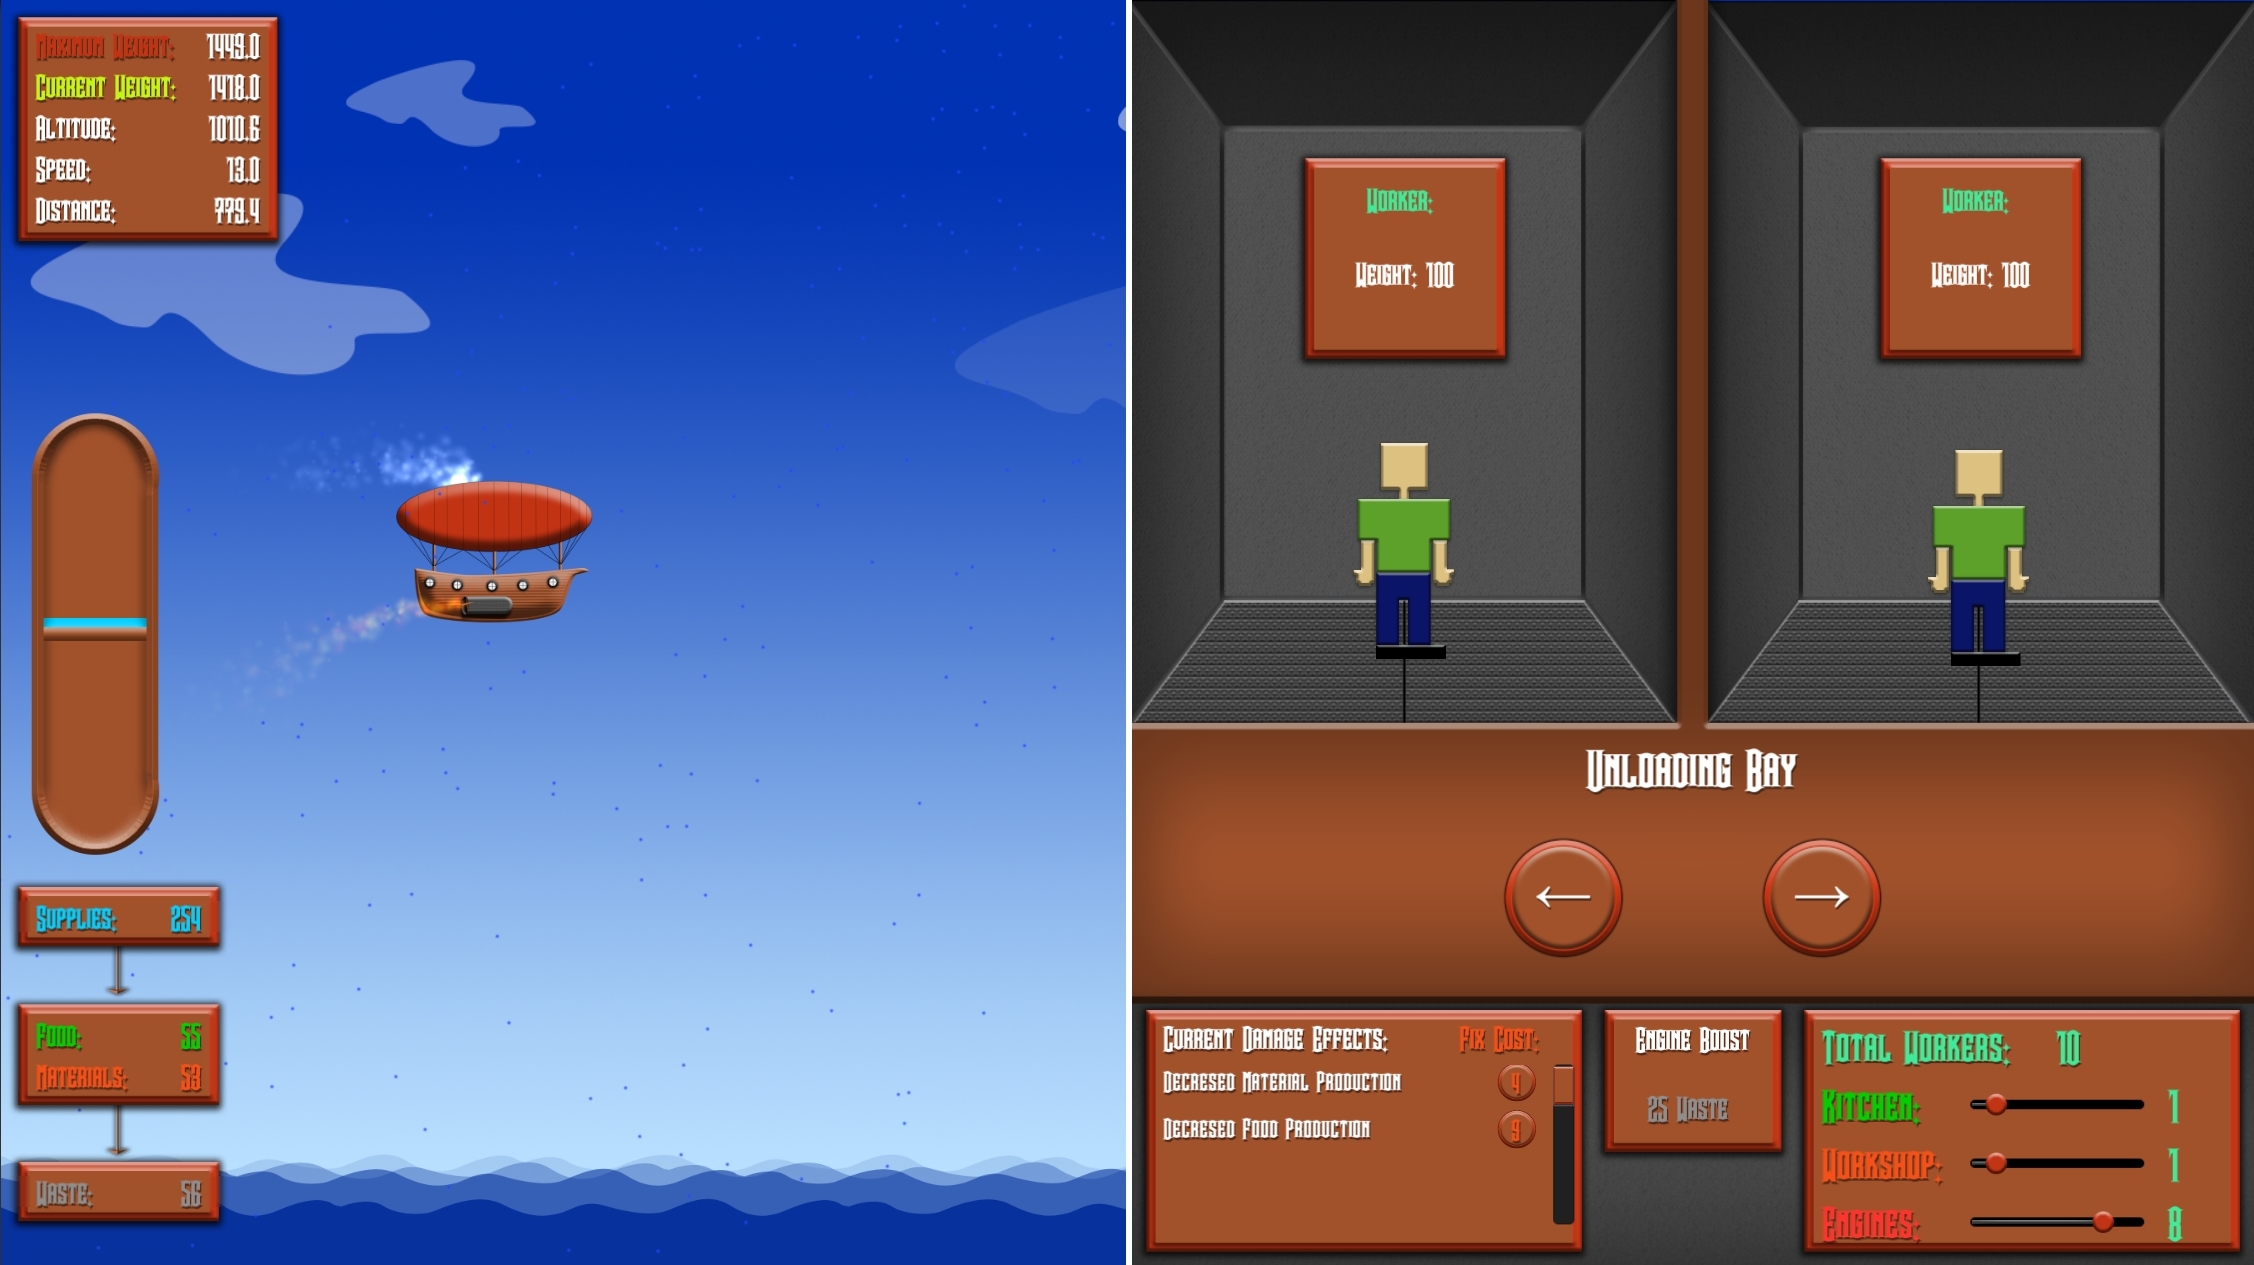 Maximum Weight: 1449.0
Current Weight: 1418.0
Altitude: 1010.6
Speed: 13.0
Distance: 779.4
Supplies: 254
Food: 55
Materials: 53
Waste: 56
Worker:
Weight: 100
Worker:
Weight: 100
Unloading Bay
←
→
Current Damage Effects: Fix Cost:
Decresed Material Production 4
Decresed Food Production 9
Engine Boost
25 Waste
Total Workers: 10
Kitchen: 1
Workshop: 1
Engines: 8